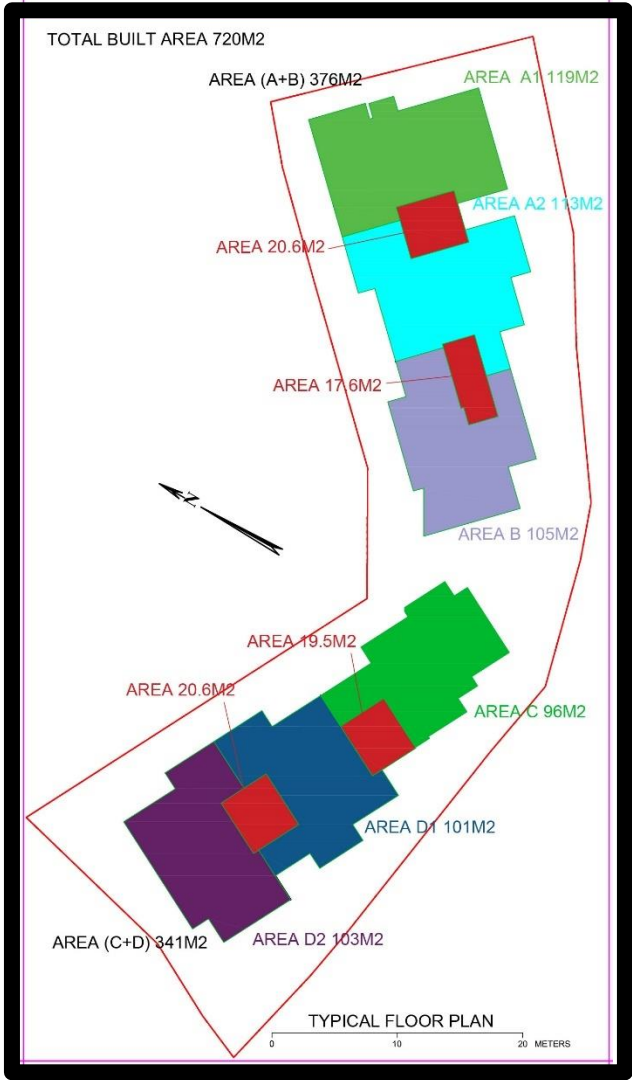 TOTAL BUILT AREA 720M2
AREA (A+B) 376M2
AREA A1 119M2
AREA A2 113M2
AREA 20.6M2
AREA 17.6M2
N
AREA B 105M2
AREA 19.5M2
AREA 20.6M2
AREA C 96M2
AREA D1 101M2
AREA D2 103M2
AREA (C+D) 341M2
TYPICAL FLOOR PLAN
0 10 20 METERS